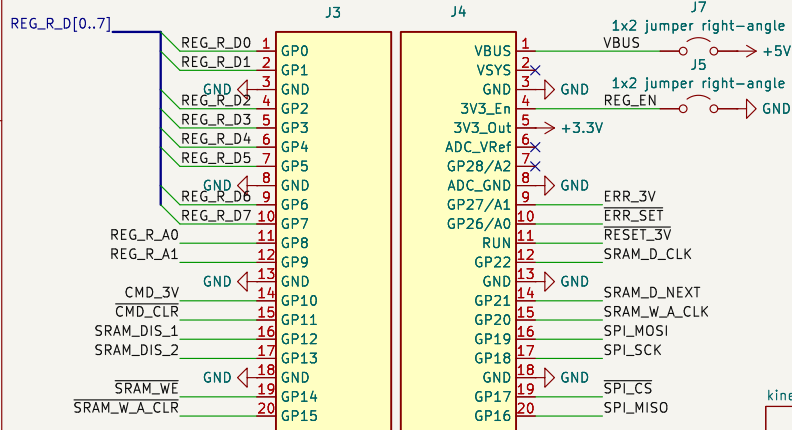 J3
J4
J7
REG_R_D[0..7]
1x2 jumper right-angle
REG_R_D0 1 GP0
VBUS 1 VBUS +5V
REG_R_D1 2 GP1
VSYS 2
J5
GND 3 GND
GND 3 GND
1x2 jumper right-angle
REG_R_D2 4 GP2
3V3_En 4 REG_EN GND
REG_R_D3 5 GP3
3V3_Out 5 +3.3V
REG_R_D4 6 GP4
ADC_VRef 6
REG_R_D5 7 GP5
GP28/A2 7
GND 8 GND
ADC_GND 8 GND
REG_R_D6 9 GP6
GP27/A1 9 ERR_3V
REG_R_D7 10 GP7
GP26/A0 10 ERR_SET
REG_R_A0 11 GP8
RUN 11 RESET_3V
REG_R_A1 12 GP9
GP22 12 SRAM_D_CLK
GND 13 GND
GND 13 GND
CMD_3V 14 GP10
GP21 14 SRAM_D_NEXT
CMD_CLR 15 GP11
GP20 15 SRAM_W_A_CLK
SRAM_DIS_1 16 GP12
GP19 16 SPI_MOSI
SRAM_DIS_2 17 GP13
GP18 17 SPI_SCK
GND 18 GND
GND 18 GND
SRAM_WE 19 GP14
GP17 19 SPI_CS
kine
SRAM_W_A_CLR 20 GP15
GP16 20 SPI_MISO